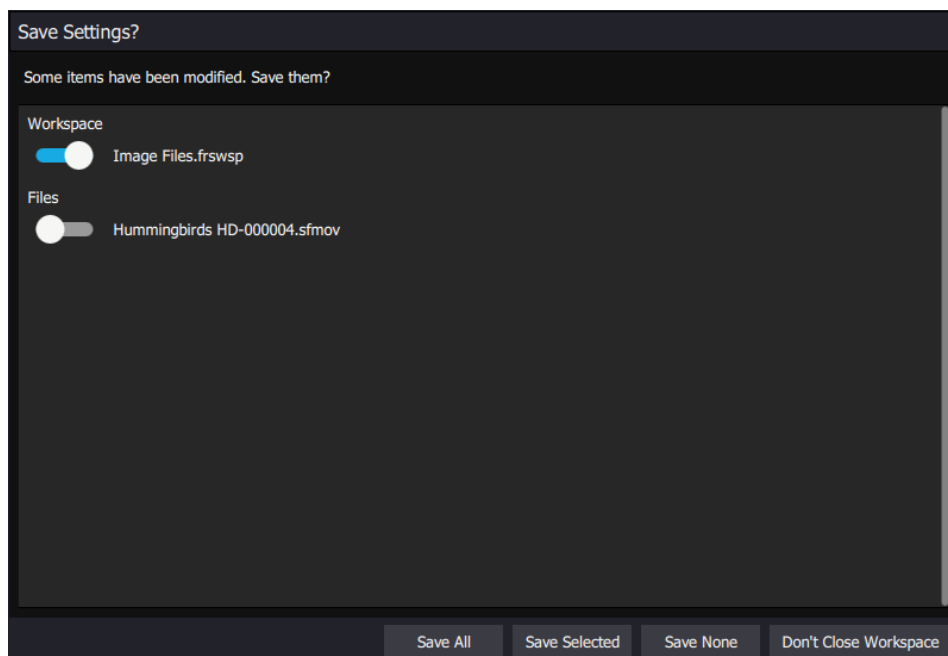 Save Settings?
Some items have been modified. Save them?
Workspace
Image Files.frswsp
Files
Hummingbirds HD-000004.sfmov
Save All
Save Selected
Save None
Don't Close Workspace